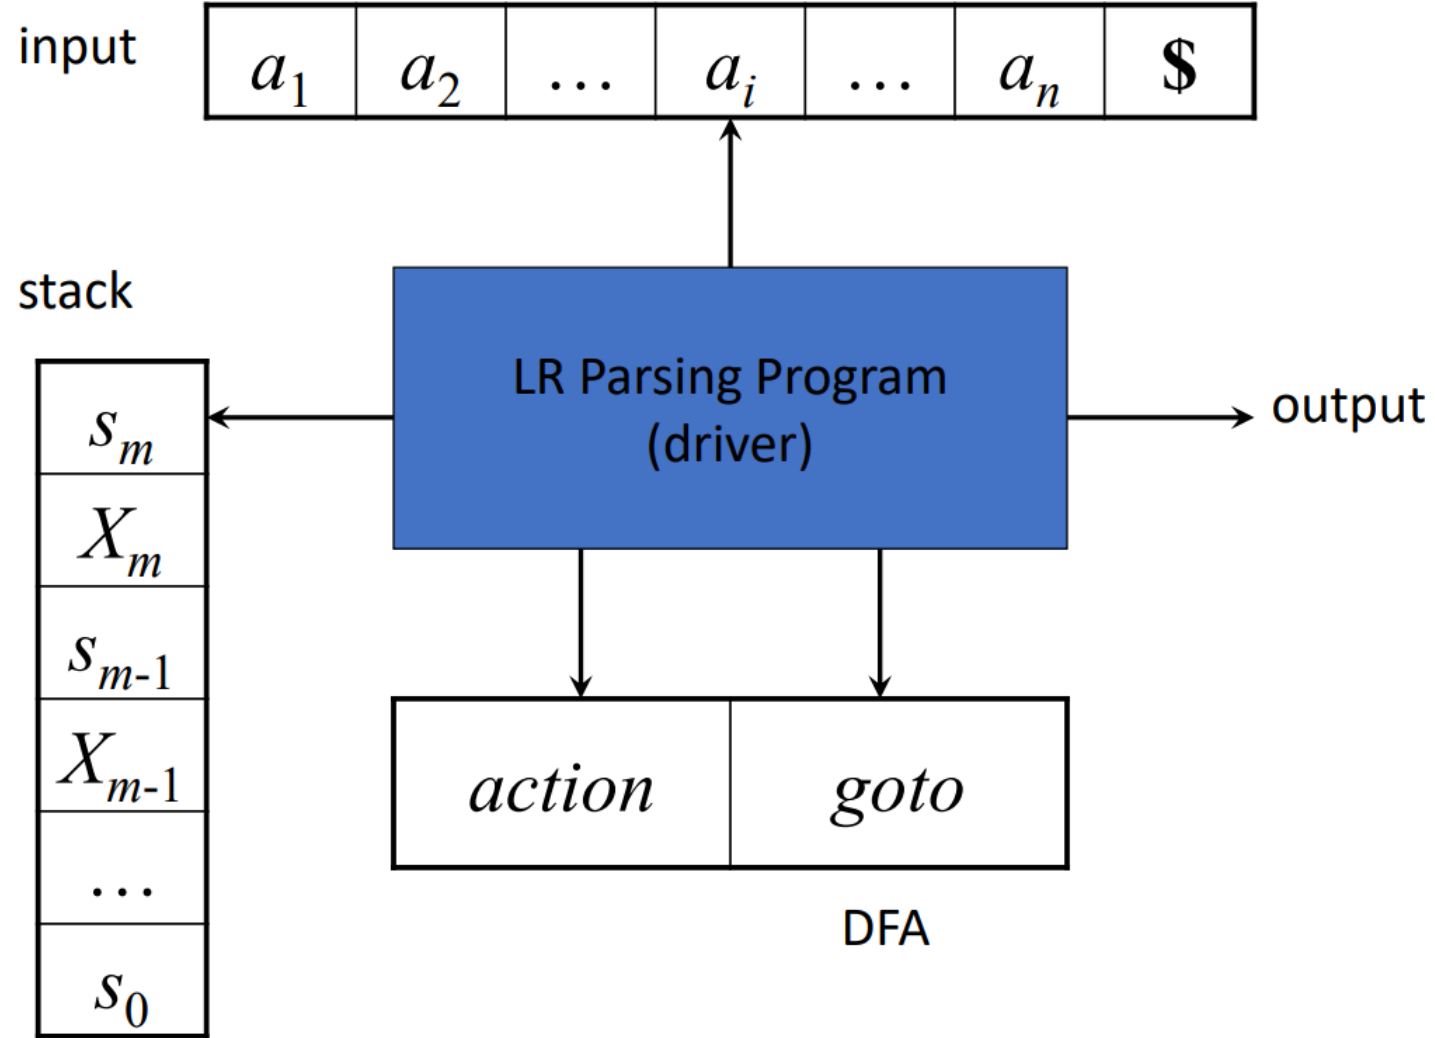 input
a1 a2 … ai … an $
stack
LR Parsing Program
(driver)
output
sm
Xm
sm-1
Xm-1
…
s0
action goto
DFA